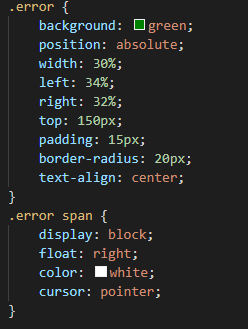 .error {
    background: green;
    position: absolute;
    width: 30%;
    left: 34%;
    right: 32%;
    top: 150px;
    padding: 15px;
    border-radius: 20px;
    text-align: center;
}
.error span {
    display: block;
    float: right;
    color: white;
    cursor: pointer;
}